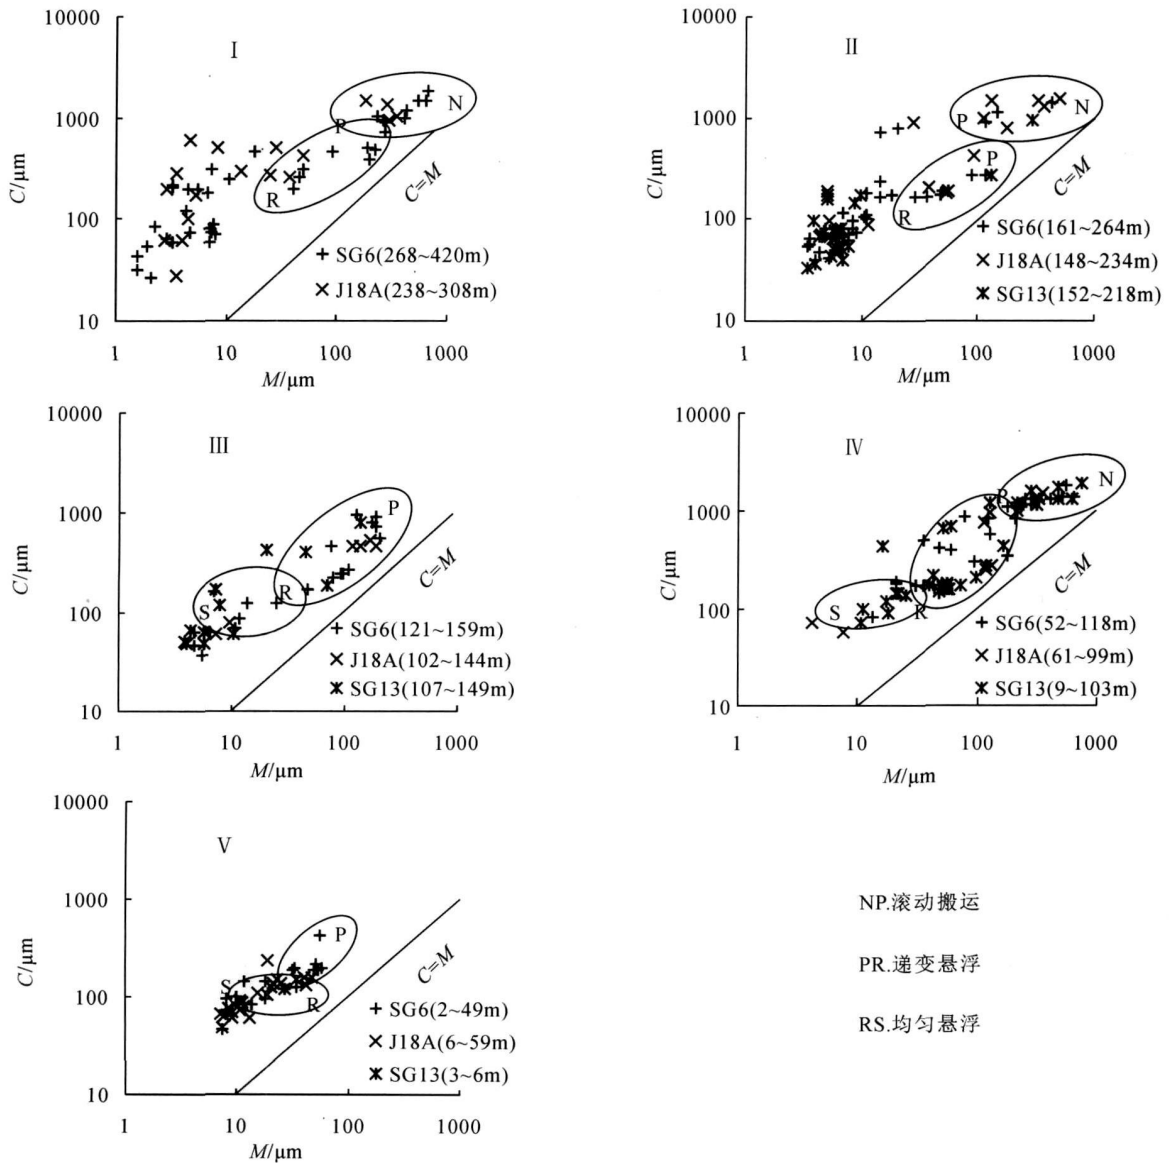 10000
1000
100
10
C/μm
I
P
N
R
C=M
+ SG6(268~420m)
× J18A(238~308m)
1 10 100 1000
M/μm
10000
1000
100
10
C/μm
II
P
N
P
R
C=M
+ SG6(161~264m)
× J18A(148~234m)
SG13(152~218m)
1 10 100 1000
M/μm
10000
1000
100
10
C/μm
III
P
S
R
C=M
+ SG6(121~159m)
× J18A(102~144m)
SG13(107~149m)
1 10 100 1000
M/μm
10000
1000
100
10
C/μm
IV
P
N
S
R
C=M
+ SG6(52~118m)
× J18A(61~99m)
SG13(9~103m)
1 10 100 1000
M/μm
10000
1000
100
10
C/μm
V
P
S
R
C=M
+ SG6(2~49m)
× J18A(6~59m)
SG13(3~6m)
1 10 100 1000
M/μm
NP.滚动搬运
PR.递变悬浮
RS.均匀悬浮